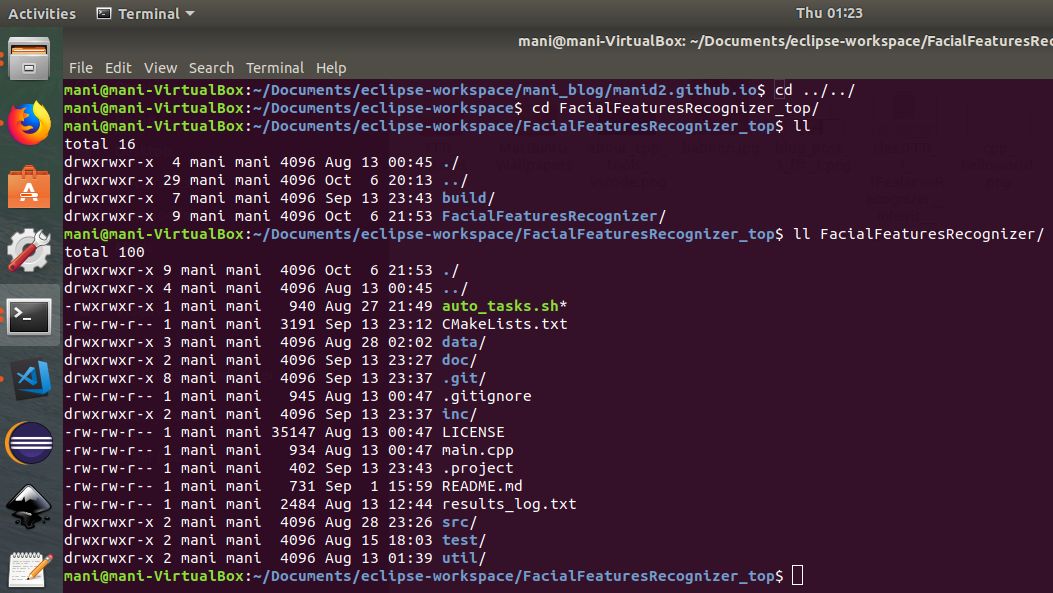 Activities Terminal Thu 01:23
mani@mani-VirtualBox: ~/Documents/eclipse-workspace/FacialFeaturesRec
File Edit View Search Terminal Help
mani@mani-VirtualBox:~/Documents/eclipse-workspace/mani_blog/manid2.github.io$ cd ../../
mani@mani-VirtualBox:~/Documents/eclipse-workspace$ cd FacialFeaturesRecognizer_top/
mani@mani-VirtualBox:~/Documents/eclipse-workspace/FacialFeaturesRecognizer_top$ ll
total 16
drwxrwxr-x  4 mani mani 4096 Aug 13 00:45 ./
drwxrwxr-x 29 mani mani 4096 Oct  6 20:13 ../
drwxrwxr-x  7 mani mani 4096 Sep 13 23:43 build/
drwxrwxr-x  9 mani mani 4096 Oct  6 21:53 FacialFeaturesRecognizer/
mani@mani-VirtualBox:~/Documents/eclipse-workspace/FacialFeaturesRecognizer_top$ ll FacialFeaturesRecognizer/
total 100
drwxrwxr-x 9 mani mani  4096 Oct  6 21:53 ./
drwxrwxr-x 4 mani mani  4096 Aug 13 00:45 ../
-rwxrwxr-x 1 mani mani   940 Aug 27 21:49 auto_tasks.sh*
-rw-rw-r-- 1 mani mani  3191 Sep 13 23:12 CMakeLists.txt
drwxrwxr-x 3 mani mani  4096 Aug 28 02:02 data/
drwxrwxr-x 2 mani mani  4096 Sep 13 23:27 doc/
drwxrwxr-x 8 mani mani  4096 Sep 13 23:37 .git/
-rw-rw-r-- 1 mani mani   945 Aug 13 00:47 .gitignore
drwxrwxr-x 2 mani mani  4096 Sep 13 23:37 inc/
-rw-rw-r-- 1 mani mani 35147 Aug 13 00:47 LICENSE
-rw-rw-r-- 1 mani mani   934 Aug 13 00:47 main.cpp
-rw-rw-r-- 1 mani mani   402 Sep 13 23:43 .project
-rw-rw-r-- 1 mani mani   731 Sep  1 15:59 README.md
-rw-rw-r-- 1 mani mani  2484 Aug 13 12:44 results_log.txt
drwxrwxr-x 2 mani mani  4096 Aug 28 23:26 src/
drwxrwxr-x 2 mani mani  4096 Aug 15 18:03 test/
drwxrwxr-x 2 mani mani  4096 Aug 13 01:39 util/
mani@mani-VirtualBox:~/Documents/eclipse-workspace/FacialFeaturesRecognizer_top$